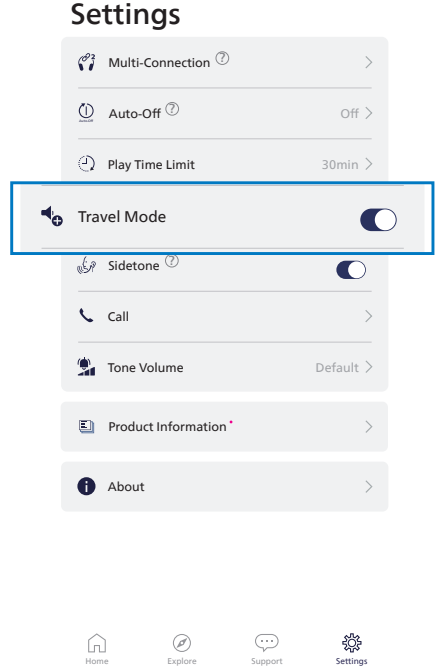 Settings
Multi-Connection ?
Auto-Off ? Off
Play Time Limit 30min
Travel Mode
Sidetone ?
Call
Tone Volume Default
Product Information
About
Home Explore Support Settings